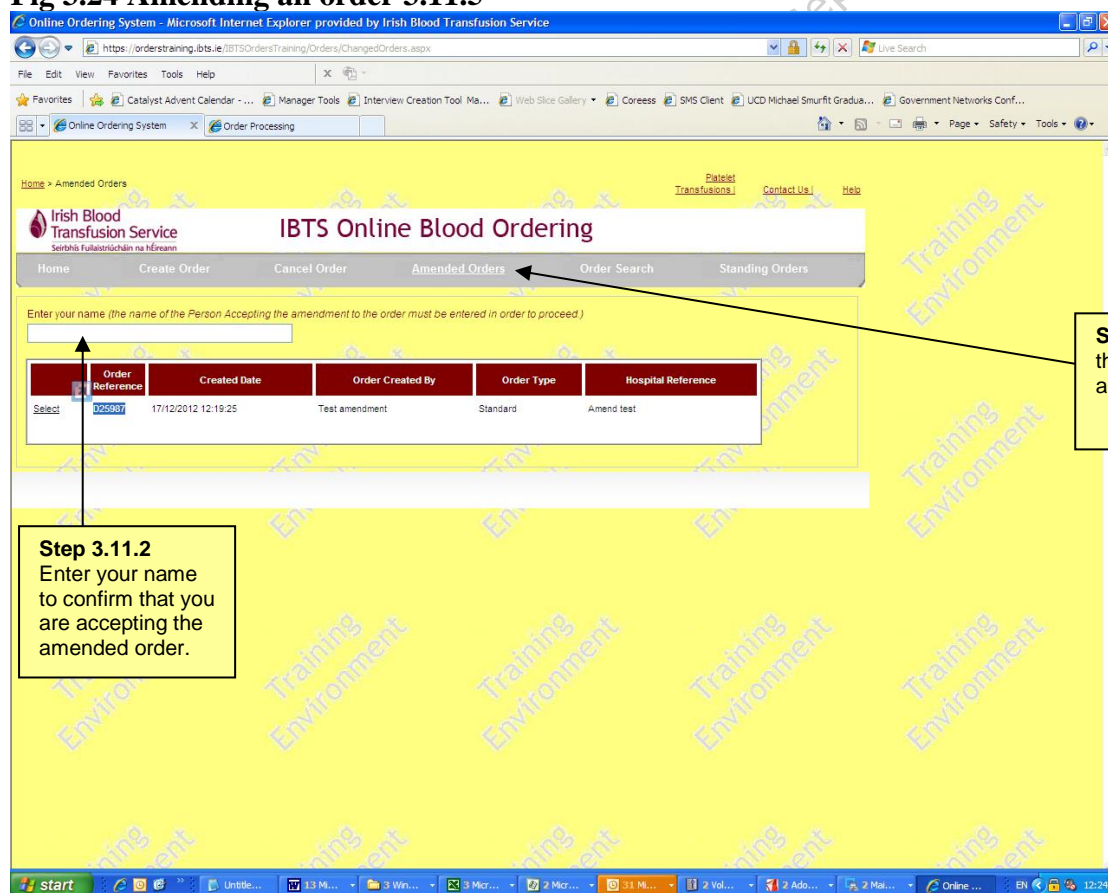 Fig 3.24 Amending an order 3.11.3
Online Ordering System - Microsoft Internet Explorer provided by Irish Blood Transfusion Service
https://orderstraining.ibts.ie/IBTSOrdersTraining/Orders/ChangedOrders.aspx
Live Search
File Edit View Favorites Tools Help
Favorites Catalyst Advent Calendar - ... Manager Tools Interview Creation Tool Ma... Web Slice Gallery Coreess SMS Client UCD Michael Smurfit Gradua... Government Networks Conf...
Online Ordering System Order Processing Page Safety Tools
Home > Amended Orders
Platelet
Transfusions | Contact Us | Help
Irish Blood
Transfusion Service
Seirbhís Fuilaistriúcháin na hÉireann
IBTS Online Blood Ordering
Home Create Order Cancel Order Amended Orders Order Search Standing Orders
Enter your name (the name of the Person Accepting the amendment to the order must be entered in order to proceed.)
Order Reference Created Date Order Created By Order Type Hospital Reference
Select D25987 17/12/2012 12:19:25 Test amendment Standard Amend test
Step 3.11.2
Enter your name
to confirm that you
are accepting the
amended order.
Training
Environment
start Untitle... 13 Mi... 3 Win... 3 Micr... 2 Micr... 31 Mi... 2 Vol... 2 Ado... 2 Mai... Online ... EN 12:24